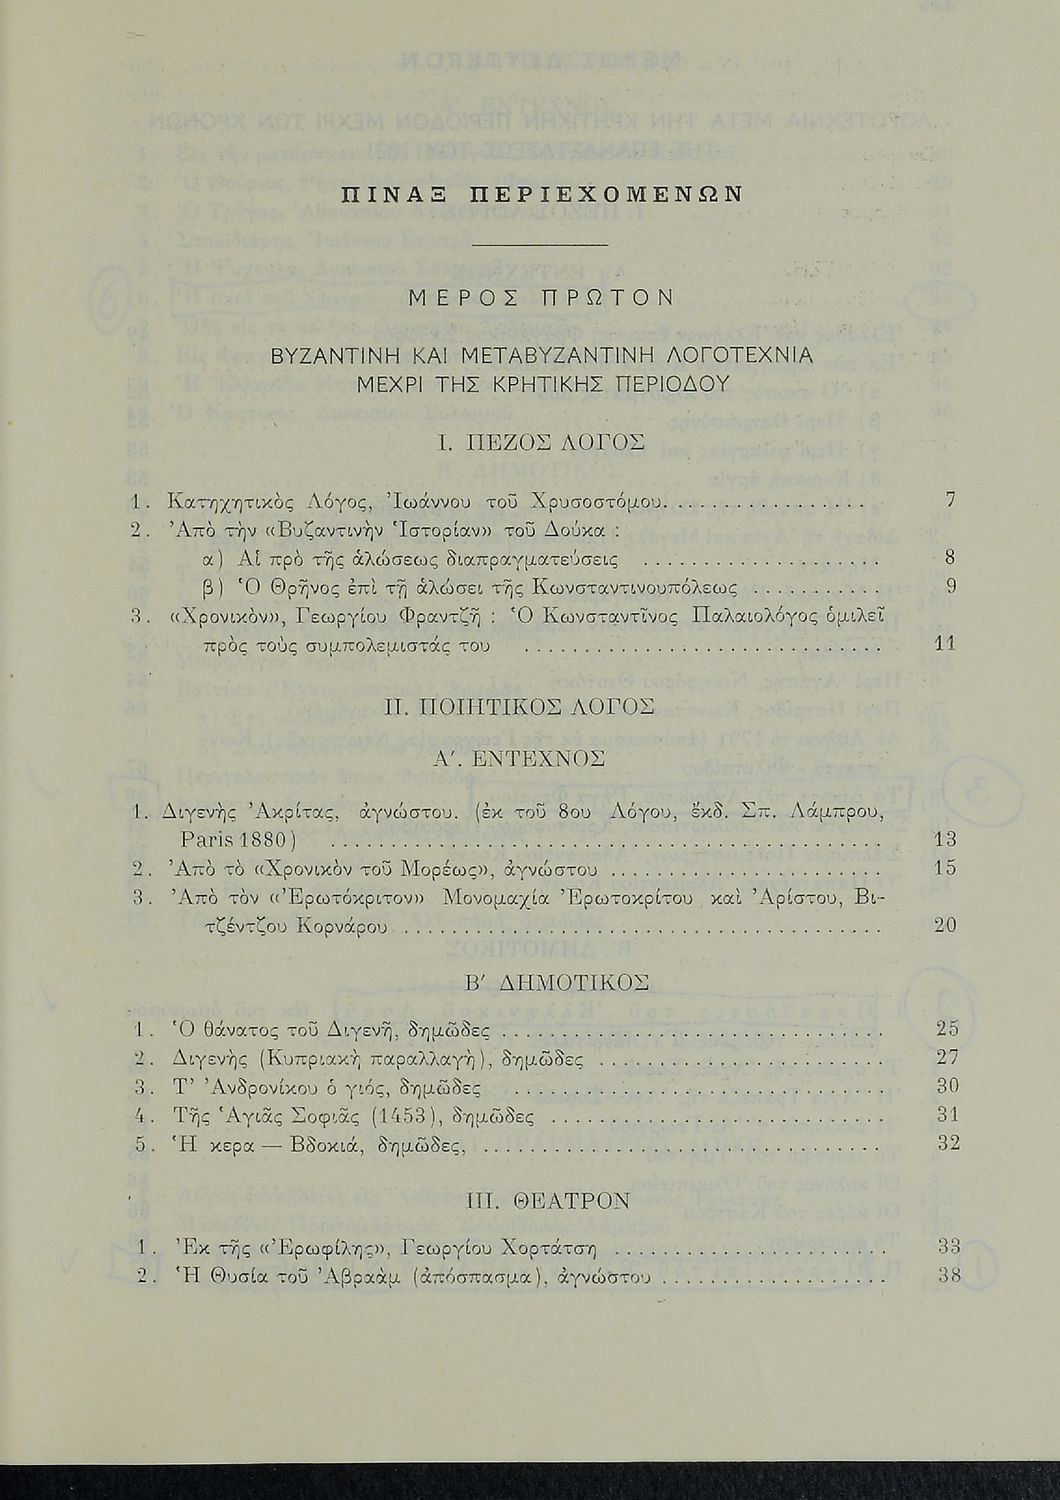 ΠΙΝΑΞ ΠΕΡΙΕΧΟΜΕΝΩΝ
ΜΕΡΟΣ ΠΡΩΤΟΝ
ΒΥΖΑΝΤΙΝΗ ΚΑΙ ΜΕΤΑΒΥΖΑΝΤΙΝΗ ΛΟΓΟΤΕΧΝΙΑ
ΜΕΧΡΙ ΤΗΣ ΚΡΗΤΙΚΗΣ ΠΕΡΙΟΔΟΥ
Ι. ΠΕΖΟΣ ΛΟΓΟΣ
1. Κατηχητικὸς Λόγος, Ἰωάννου τοῦ Χρυσοστόμου. . . . . . . . . . . . . . . . 7
2. Ἀπὸ τὴν «Βυζαντινὴν Ἱστορίαν» τοῦ Δούκα :
α) Αἱ πρὸ τῆς ἁλώσεως διαπραγματεύσεις . . . . . . . . . . . . . . . . . . 8
β) Ὁ Θρῆνος ἐπὶ τῇ ἁλώσει τῆς Κωνσταντινουπόλεως . . . . . . . . . . . 9
3. «Χρονικὸν», Γεωργίου Φραντζῆ : Ὁ Κωνσταντῖνος Παλαιολόγος ὁμιλεῖ
πρὸς τοὺς συμπολεμιστάς του . . . . . . . . . . . . . . . . . . . . . . . . . . . . 11
ΙΙ. ΠΟΙΗΤΙΚΟΣ ΛΟΓΟΣ
Α'. ΕΝΤΕΧΝΟΣ
1. Διγενὴς Ἀκρίτας, ἀγνώστου. (ἐκ τοῦ 8ου Λόγου, ἔκδ. Σπ. Λάμπρου,
Paris 1880) . . . . . . . . . . . . . . . . . . . . . . . . . . . . . . . . . . . . . . . . 13
2. Ἀπὸ τὸ «Χρονικὸν τοῦ Μορέως», ἀγνώστου . . . . . . . . . . . . . . . . . . . . 15
3. Ἀπὸ τὸν «Ἐρωτόκριτον» Μονομαχία Ἐρωτοκρίτου καὶ Ἀρίστου, Βι-
τζέντζου Κορνάρου . . . . . . . . . . . . . . . . . . . . . . . . . . . . . . . . . . . 20
Β' ΔΗΜΟΤΙΚΟΣ
1. Ὁ θάνατος τοῦ Διγενῆ, δημῶδες . . . . . . . . . . . . . . . . . . . . . . . . . . . 25
2. Διγενὴς (Κυπριακὴ παραλλαγὴ), δημῶδες . . . . . . . . . . . . . . . . . . . . 27
3. Τ' Ἀνδρονίκου ὁ γιός, δημῶδες . . . . . . . . . . . . . . . . . . . . . . . . . . . 30
4. Τῆς Ἁγιᾶς Σοφιᾶς (1453), δημῶδες . . . . . . . . . . . . . . . . . . . . . . . . 31
5. Ἡ κερα — Βδοκιά, δημῶδες, . . . . . . . . . . . . . . . . . . . . . . . . . . . . . 32
ΙΙΙ. ΘΕΑΤΡΟΝ
1. Ἐκ τῆς «Ἐρωφίλης», Γεωργίου Χορτάτση . . . . . . . . . . . . . . . . . . . . 33
2. Ἡ Θυσία τοῦ Ἀβραὰμ (ἀπόσπασμα), ἀγνώστου . . . . . . . . . . . . . . . . . 38